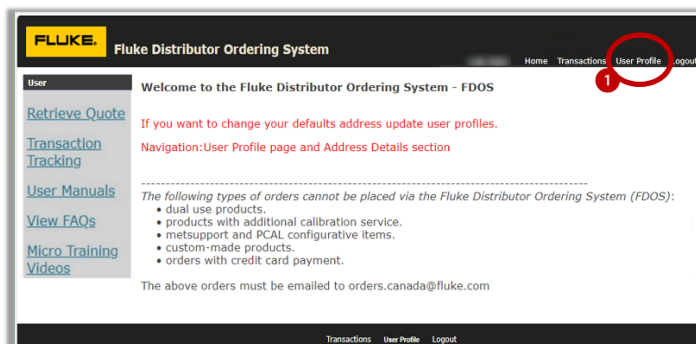 FLUKE.
Fluke Distributor Ordering System
Home Transactions User Profile Logout
1
User
Retrieve Quote
Transaction
Tracking
User Manuals
View FAQs
Micro Training
Videos
Welcome to the Fluke Distributor Ordering System - FDOS
If you want to change your defaults address update user profiles.
Navigation:User Profile page and Address Details section
--------------------------------------------------------------------------------------------
The following types of orders cannot be placed via the Fluke Distributor Ordering System (FDOS):
• dual use products.
• products with additional calibration service.
• metsupport and PCAL configurative items.
• custom-made products.
• orders with credit card payment.
The above orders must be emailed to orders.canada@fluke.com
Transactions User Profile Logout